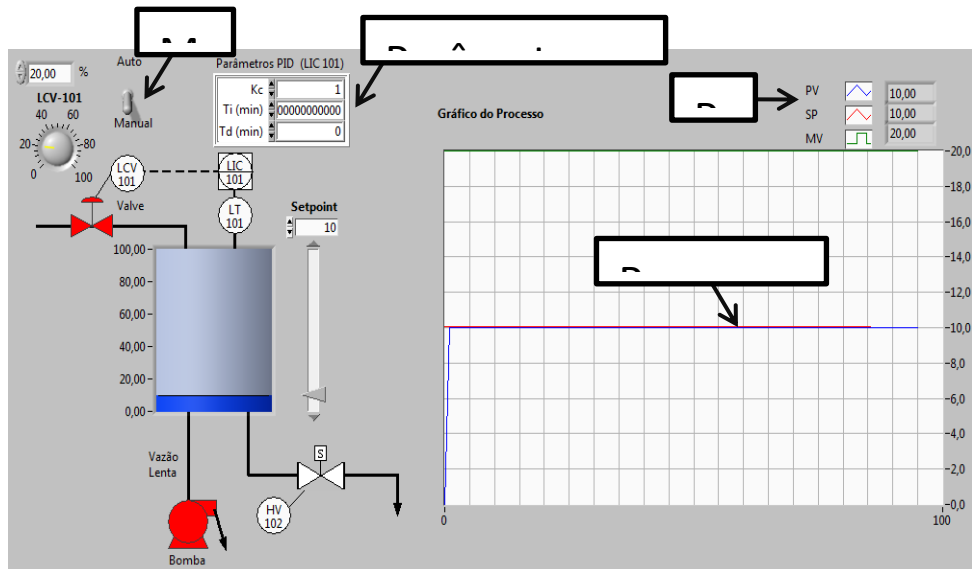 20,00 %
Auto
Manual
LCV-101
0 20 40 60 80 100
Parâmetros PID (LIC 101)
Kc 1
Ti (min) 00000000000
Td (min) 0
LCV
101
LIC
101
LT
101
Valve
Setpoint
10
100,00
80,00
60,00
40,00
20,00
0,00
Vazão
Lenta
Bomba
S
HV
102
Gráfico do Processo
PV 10,00
SP 10,00
MV 20,00
20,0
18,0
16,0
14,0
12,0
10,0
8,0
6,0
4,0
2,0
0,0
0 100